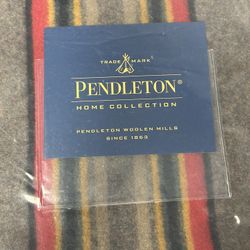 TRADE MARK
PENDLETON®
HOME COLLECTION
PENDLETON WOOLEN MILLS
SINCE 1863